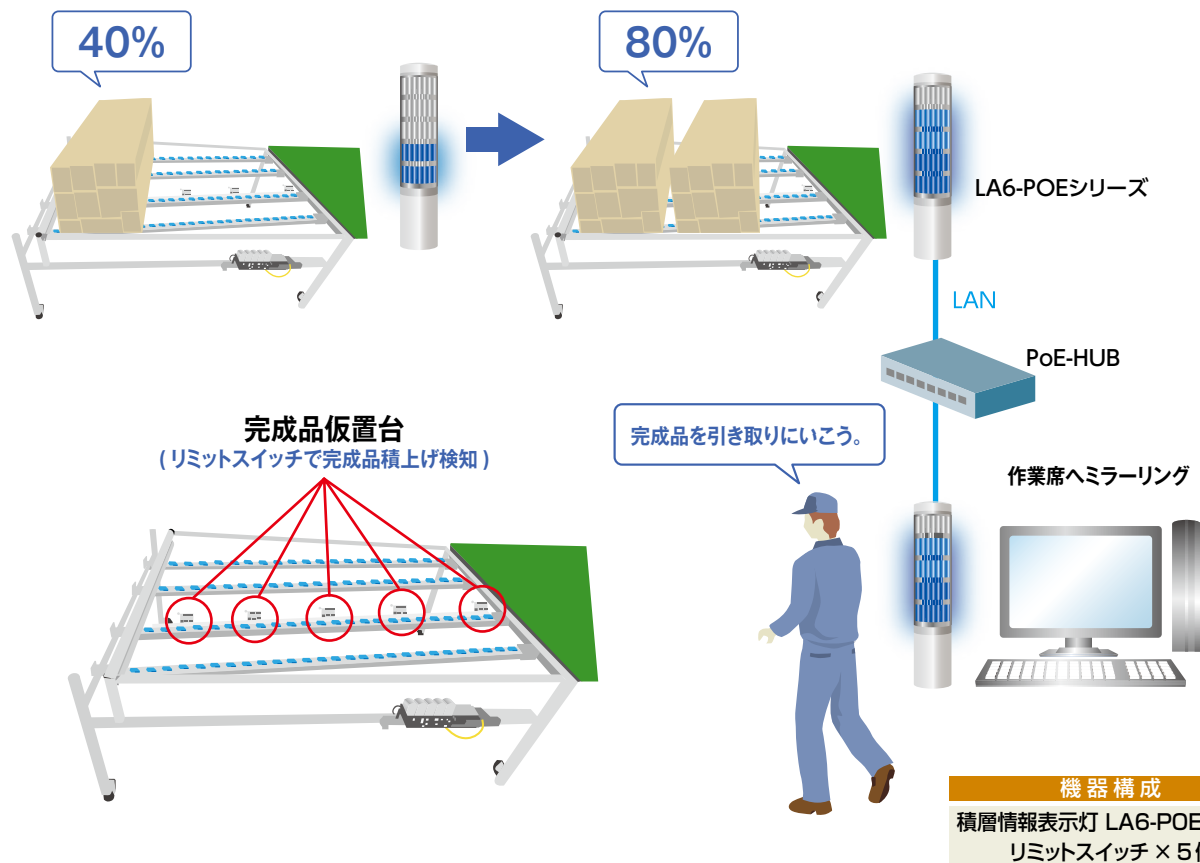 40%
80%
LA6-POEシリーズ
LAN
PoE-HUB
完成品仮置台
(リミットスイッチで完成品積上げ検知)
完成品を引き取りにいこう。
作業席へミラーリング
機器構成
積層情報表示灯 LA6-POE
リミットスイッチ × 5